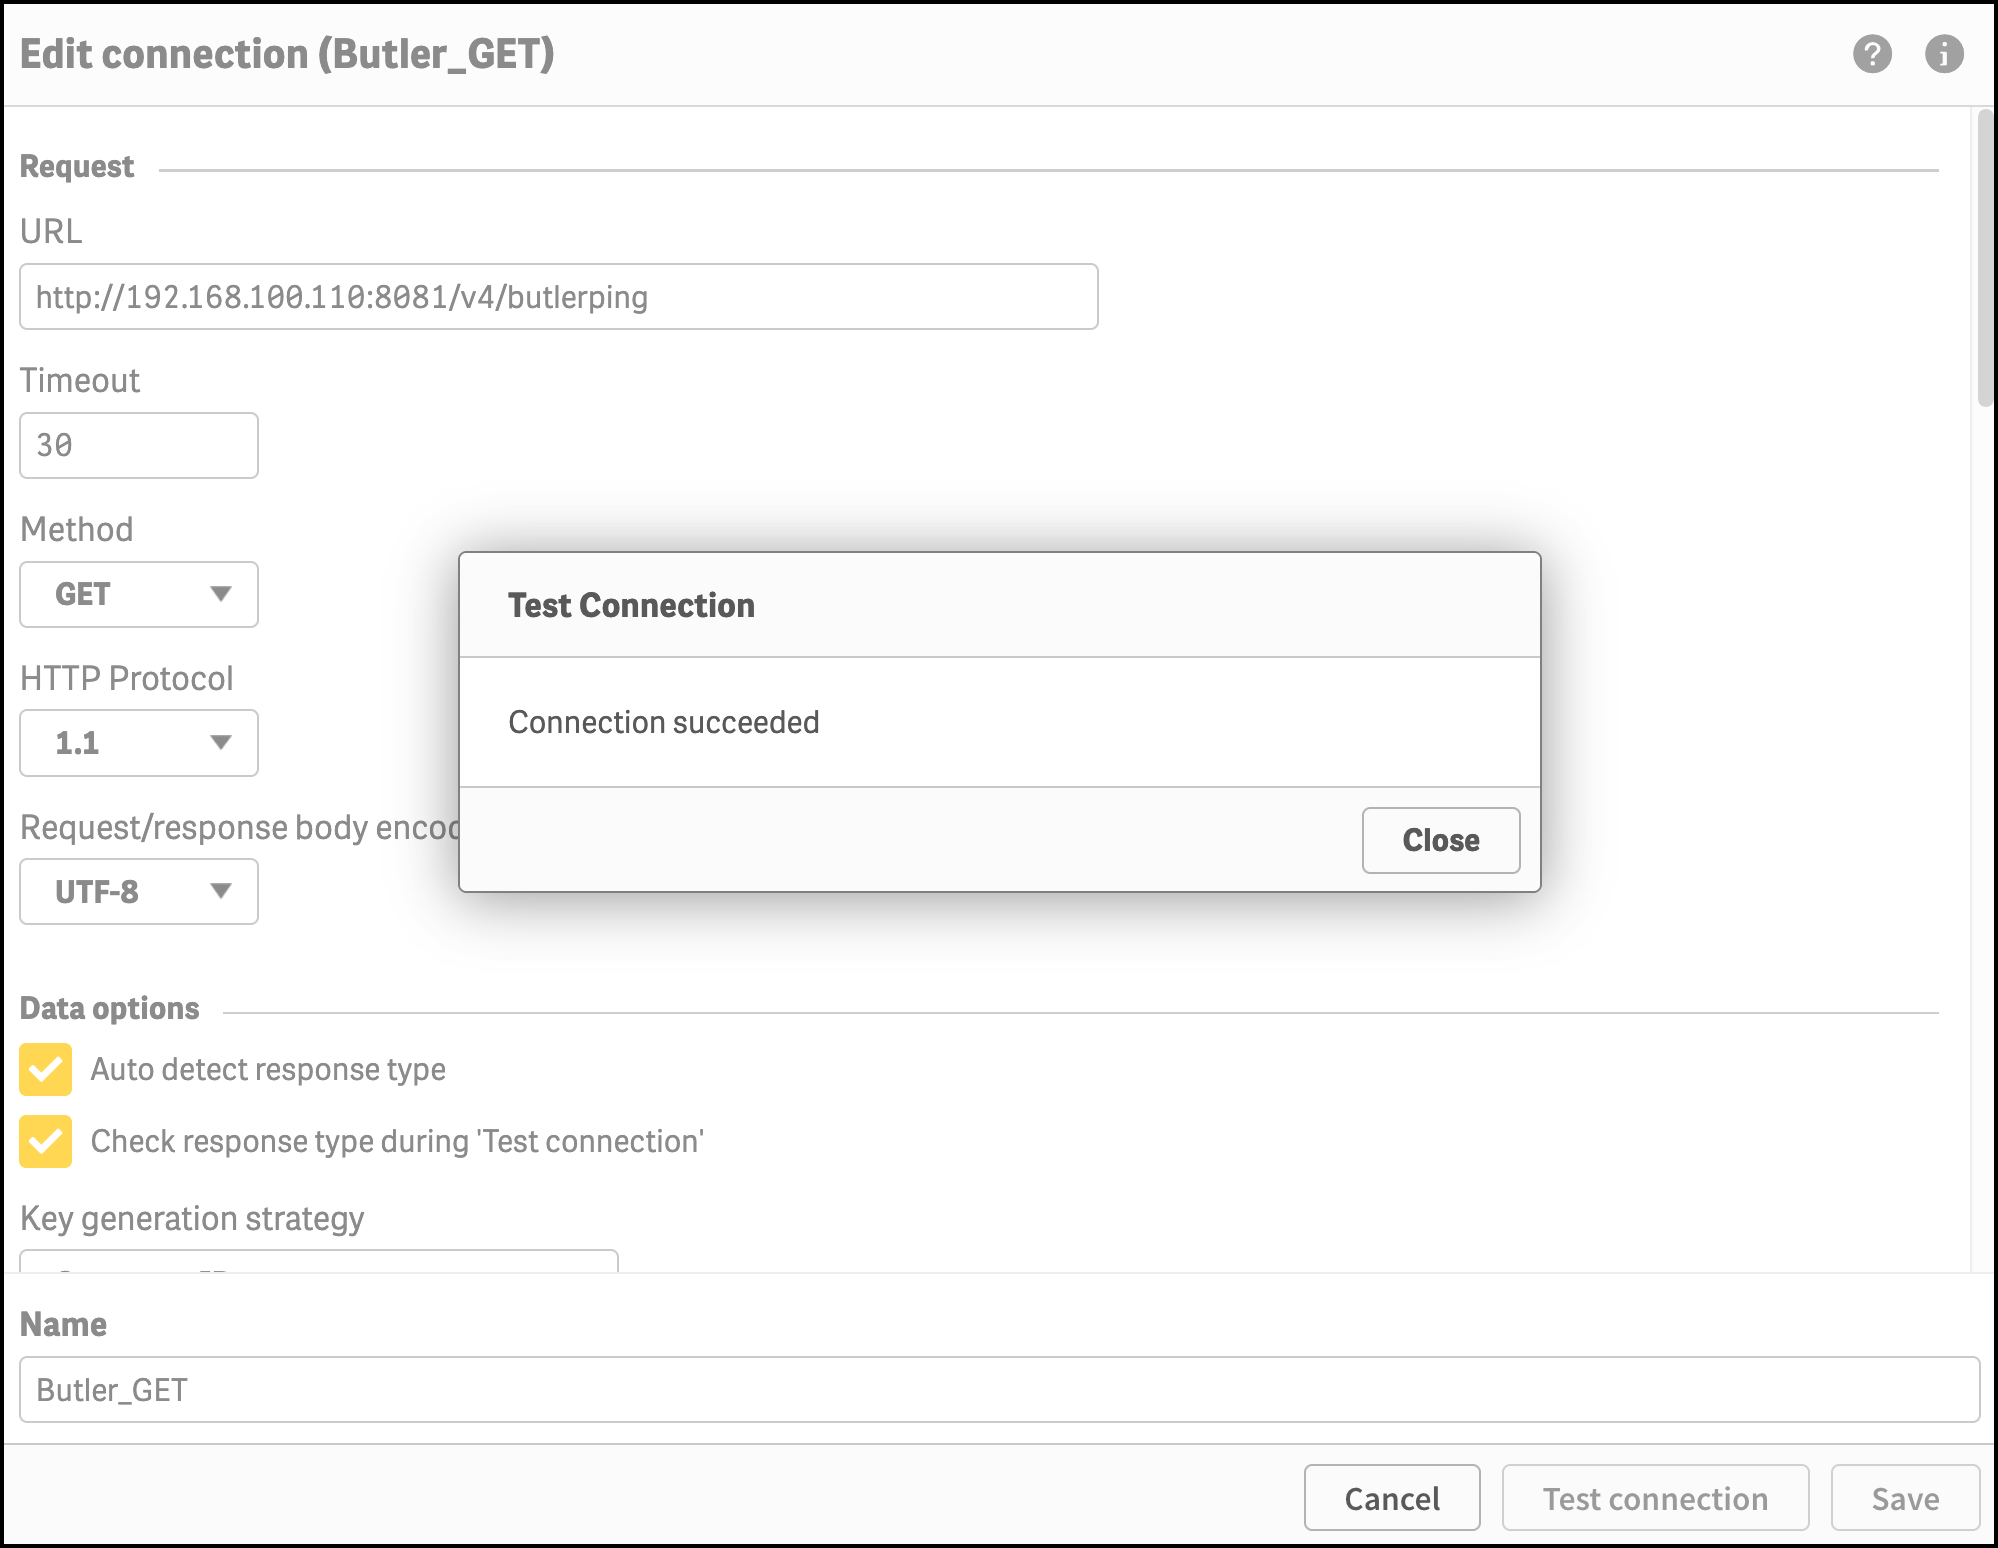 Edit connection (Butler_GET)
Request
URL
http://192.168.100.110:8081/v4/butlerping
Timeout
30
Method
GET
HTTP Protocol
1.1
Request/response body encod
UTF-8
Test Connection
Connection succeeded
Close
Data options
Auto detect response type
Check response type during 'Test connection'
Key generation strategy
Name
Butler_GET
Cancel
Test connection
Save